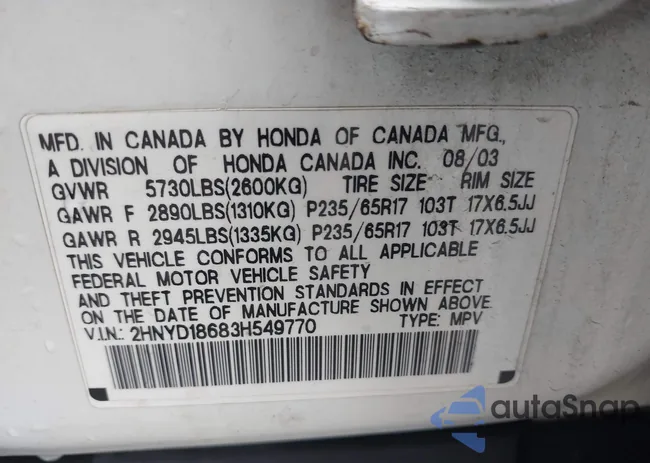 MFD. IN CANADA BY HONDA OF CANADA MFG.,
A DIVISION OF HONDA CANADA INC. 08/03
GVWR 5730LBS(2600KG) TIRE SIZE RIM SIZE
GAWR F 2890LBS(1310KG) P235/65R17 103T 17X6.5JJ
GAWR R 2945LBS(1335KG) P235/65R17 103T 17X6.5JJ
THIS VEHICLE CONFORMS TO ALL APPLICABLE
FEDERAL MOTOR VEHICLE SAFETY
AND THEFT PREVENTION STANDARDS IN EFFECT
ON THE DATE OF MANUFACTURE SHOWN ABOVE.
V.I.N.: 2HNYD18683H549770 TYPE: MPV
autaSnap